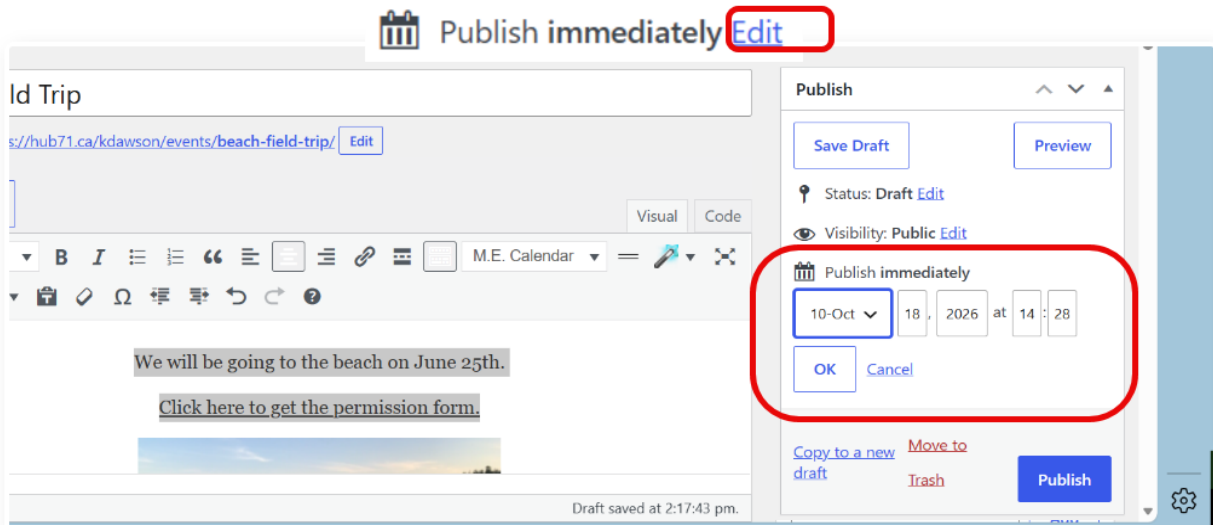 Publish immediately Edit
ld Trip
s://hub71.ca/kdawson/events/beach-field-trip/ Edit
Visual Code
B I M.E. Calendar
T Ω ?
We will be going to the beach on June 25th.
Click here to get the permission form.
Draft saved at 2:17:43 pm.
Publish
Save Draft Preview
Status: Draft Edit
Visibility: Public Edit
Publish immediately
10-Oct 18 , 2026 at 14 : 28
OK Cancel
Copy to a new draft
Move to Trash
Publish